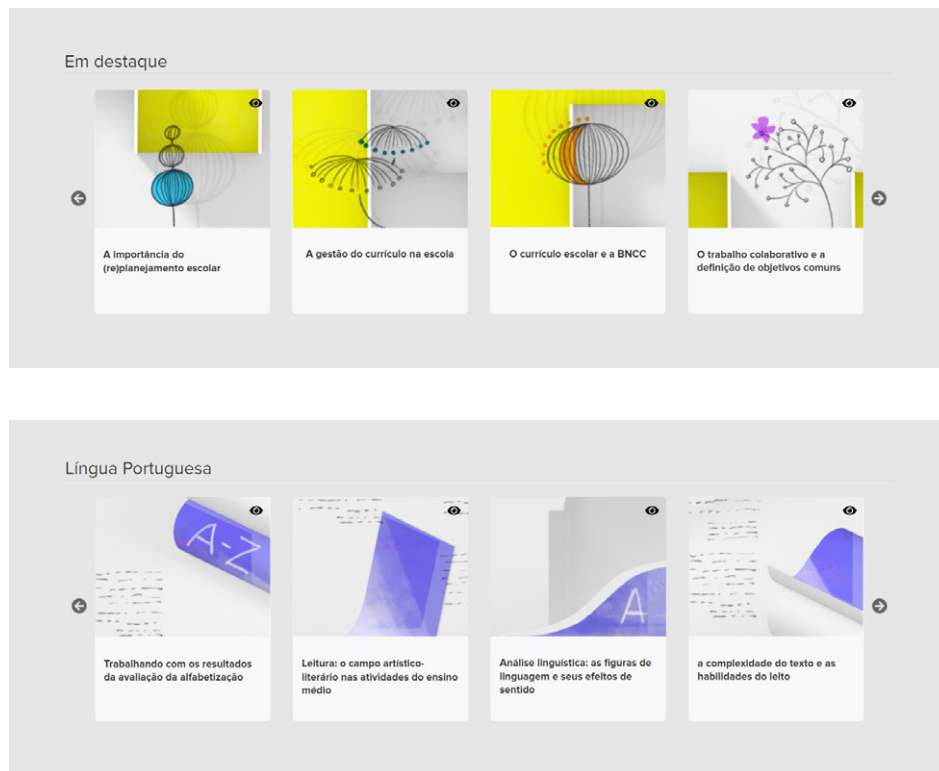 Em destaque
A importância do
(re)planejamento escolar
A gestão do currículo na escola
O currículo escolar e a BNCC
O trabalho colaborativo e a
definição de objetivos comuns
Língua Portuguesa
A-Z
A
Trabalhando com os resultados
da avaliação da alfabetização
Leitura: o campo artístico-
literário nas atividades do ensino
médio
Análise linguística: as figuras de
linguagem e seus efeitos de
sentido
a complexidade do texto e as
habilidades do leito